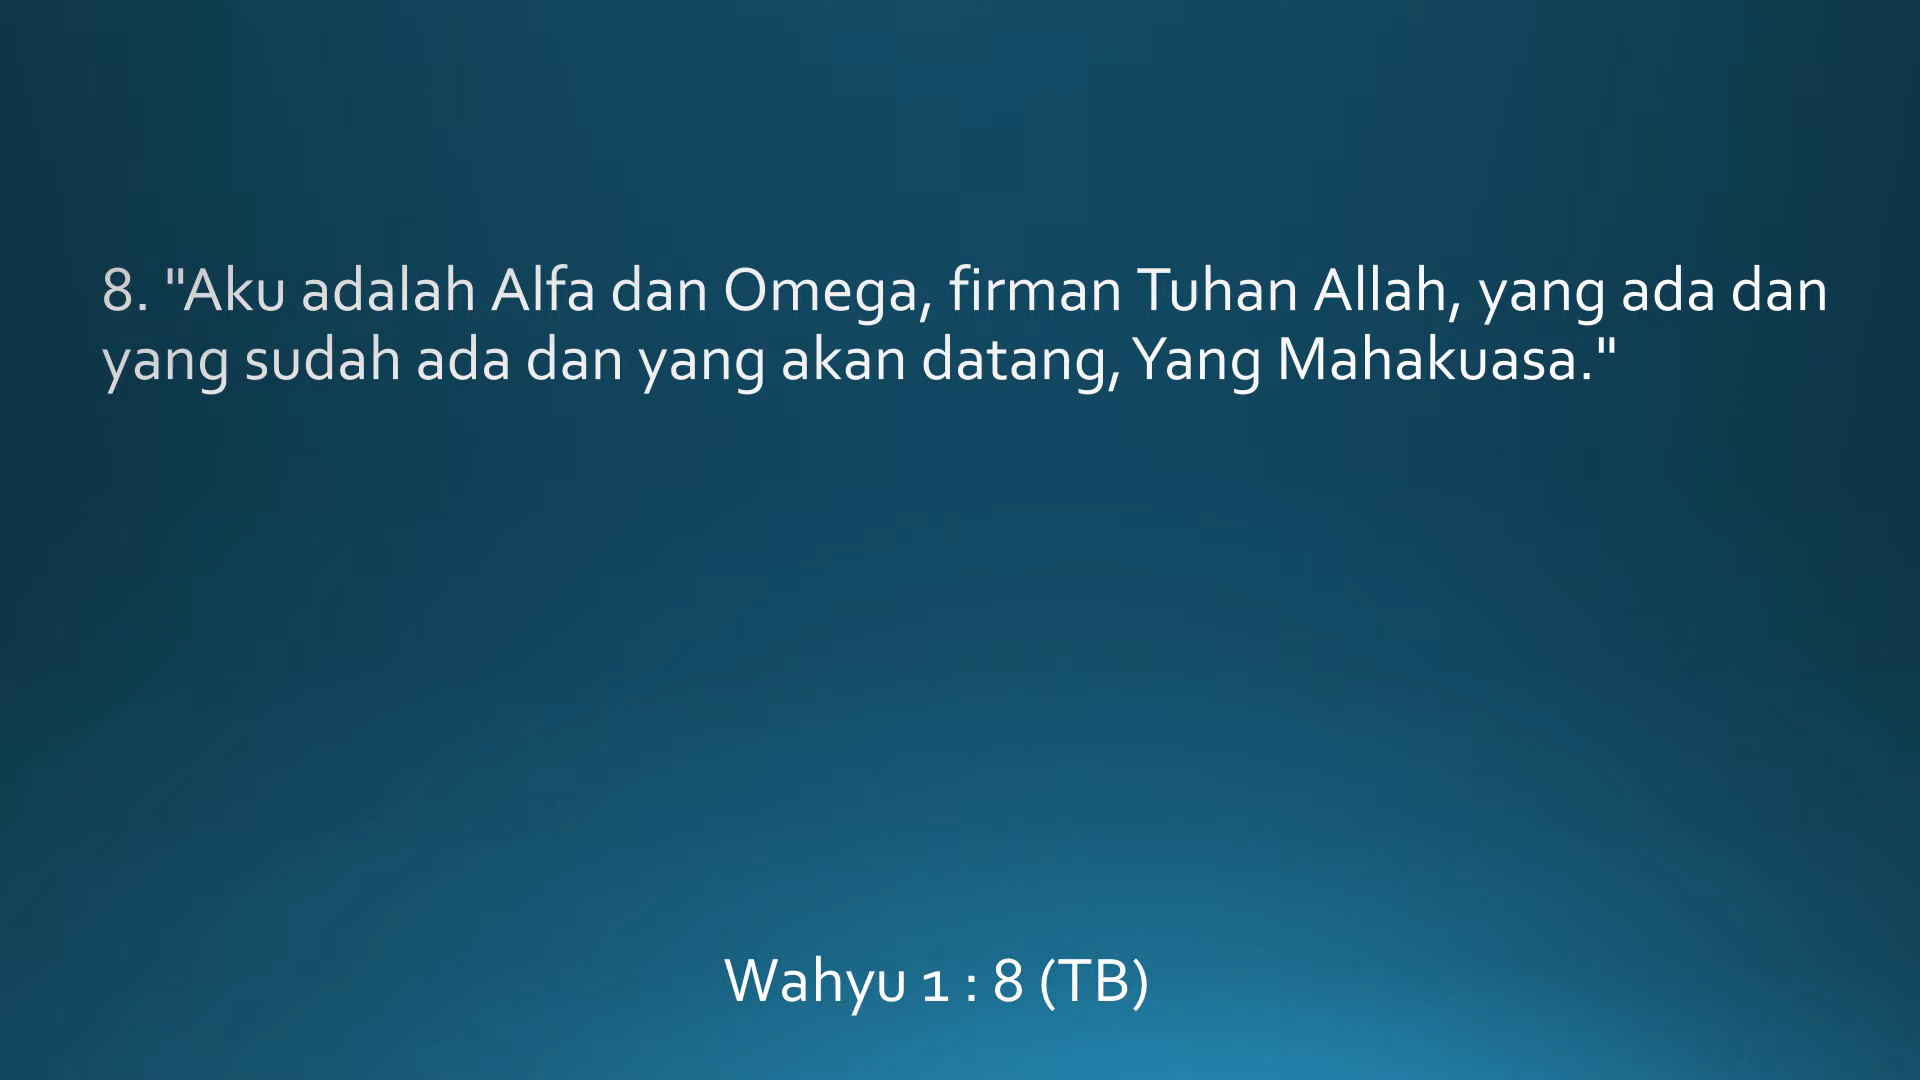 8. "Aku adalah Alfa dan Omega, firman Tuhan Allah, yang ada dan
yang sudah ada dan yang akan datang, Yang Mahakuasa."
Wahyu 1 : 8 (TB)